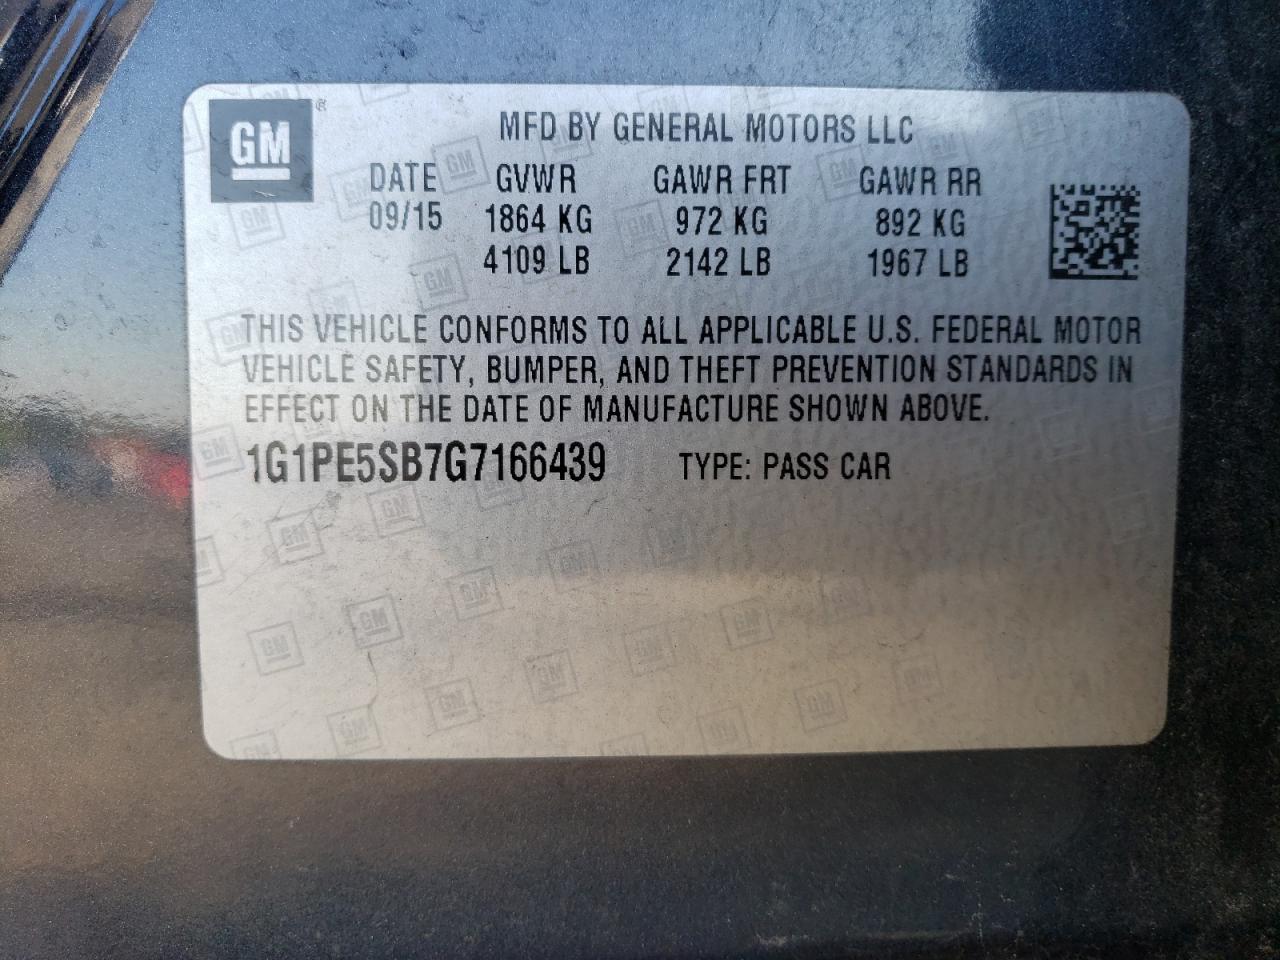 GM®
MFD BY GENERAL MOTORS LLC
DATE GVWR GAWR FRT GAWR RR
09/15 1864 KG 972 KG 892 KG
4109 LB 2142 LB 1967 LB
THIS VEHICLE CONFORMS TO ALL APPLICABLE U.S. FEDERAL MOTOR
VEHICLE SAFETY, BUMPER, AND THEFT PREVENTION STANDARDS IN
EFFECT ON THE DATE OF MANUFACTURE SHOWN ABOVE.
1G1PE5SB7G7166439 TYPE: PASS CAR